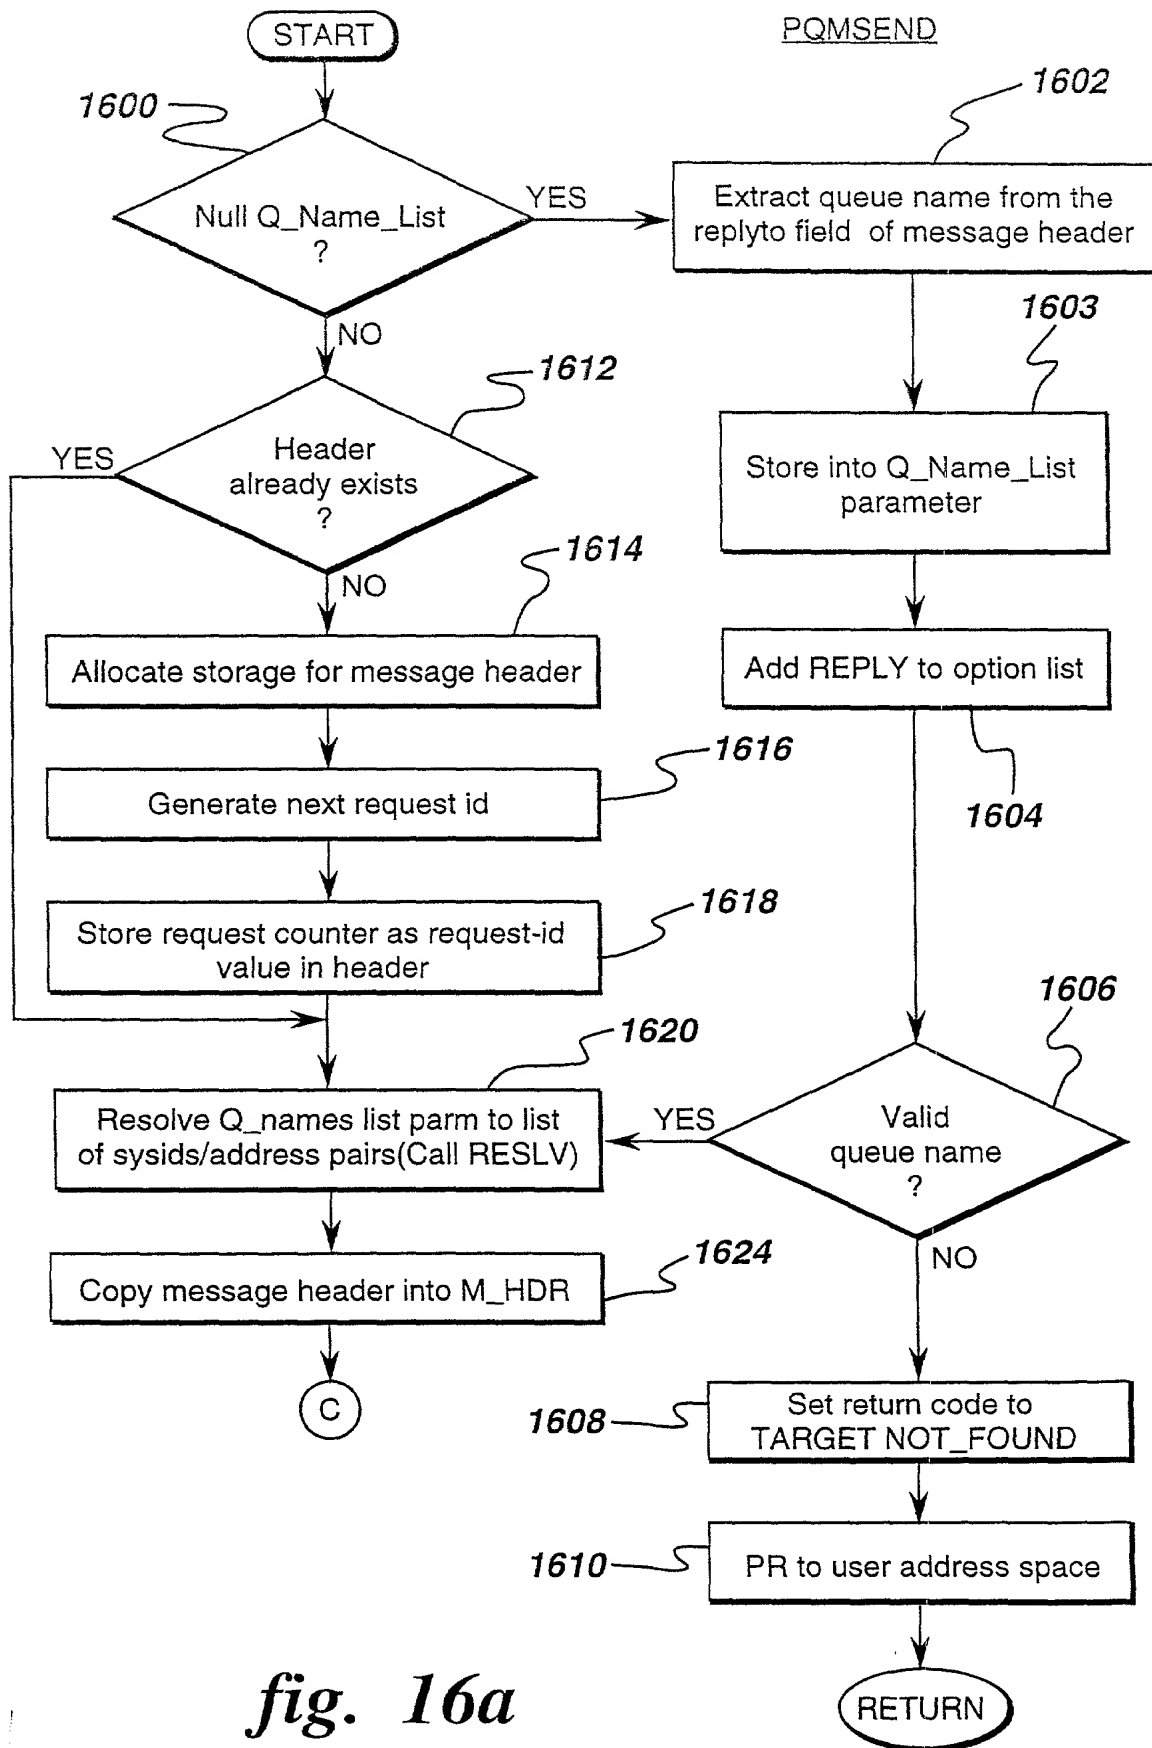 START
PQMSEND
1600
1602
Null Q_Name_List
?
YES
Extract queue name from the
replyto field of message header
NO
1603
1612
Header
already exists
?
YES
Store into Q_Name_List
parameter
NO
1614
Allocate storage for message header
Add REPLY to option list
1604
1616
Generate next request id
1618
Store request counter as request-id
value in header
1606
1620
Resolve Q_names list parm to list
of sysids/address pairs(Call RESLV)
YES
Valid
queue name
?
NO
1624
Copy message header into M_HDR
C
1608
Set return code to
TARGET NOT_FOUND
1610
PR to user address space
RETURN
fig. 16a